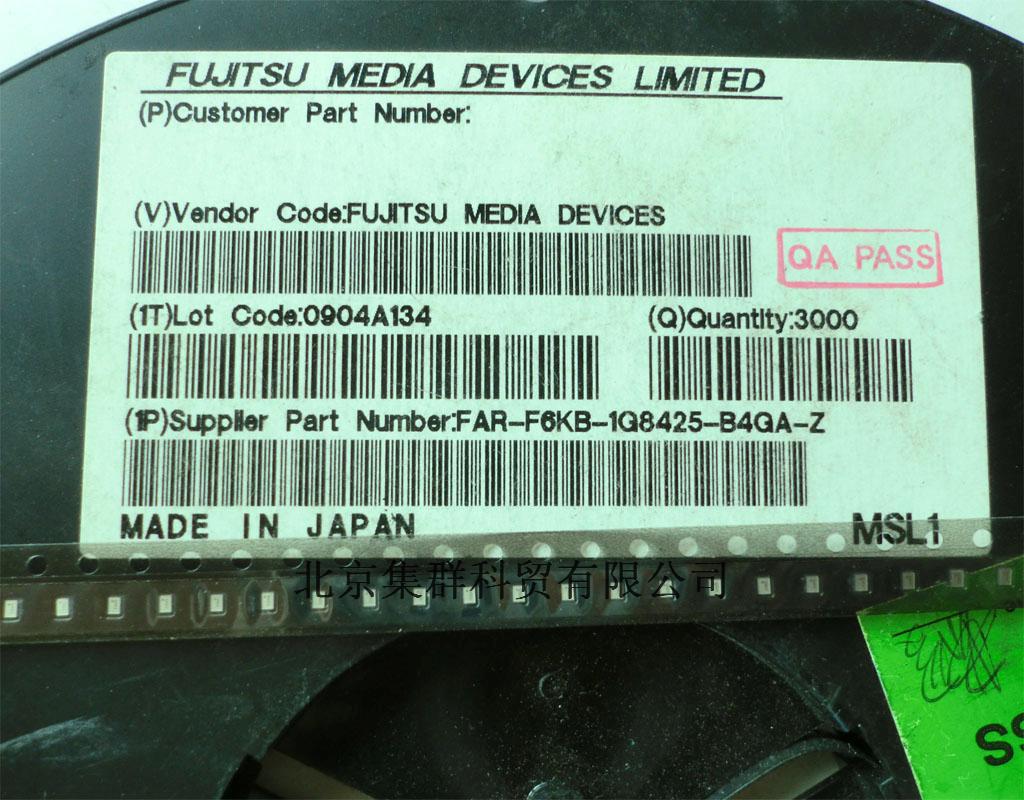 FUJITSU MEDIA DEVICES LIMITED
(P)Customer Part Number:
(V)Vendor Code:FUJITSU MEDIA DEVICES
QA PASS
(1T)Lot Code:0904A134
(Q)Quantity:3000
(1P)Supplier Part Number:FAR-F6KB-1G8425-B4GA-Z
MADE IN JAPAN
MSL1
北京集群科贸有限公司